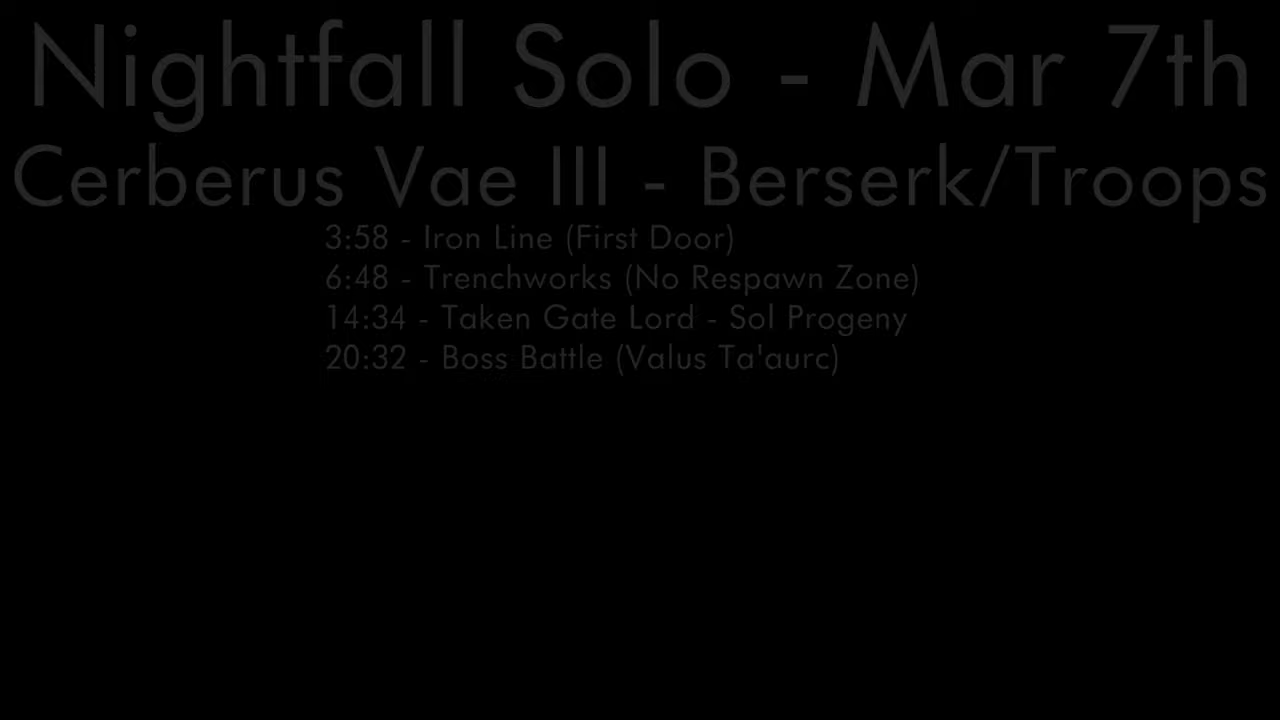 Nightfall Solo - Mar 7th
Cerberus Vae III - Berserk/Troops
3:58 - Iron Line (First Door)
6:48 - Trenchworks (No Respawn Zone)
14:34 - Taken Gate Lord - Sol Progeny
20:32 - Boss Battle (Valus Ta'aurc)